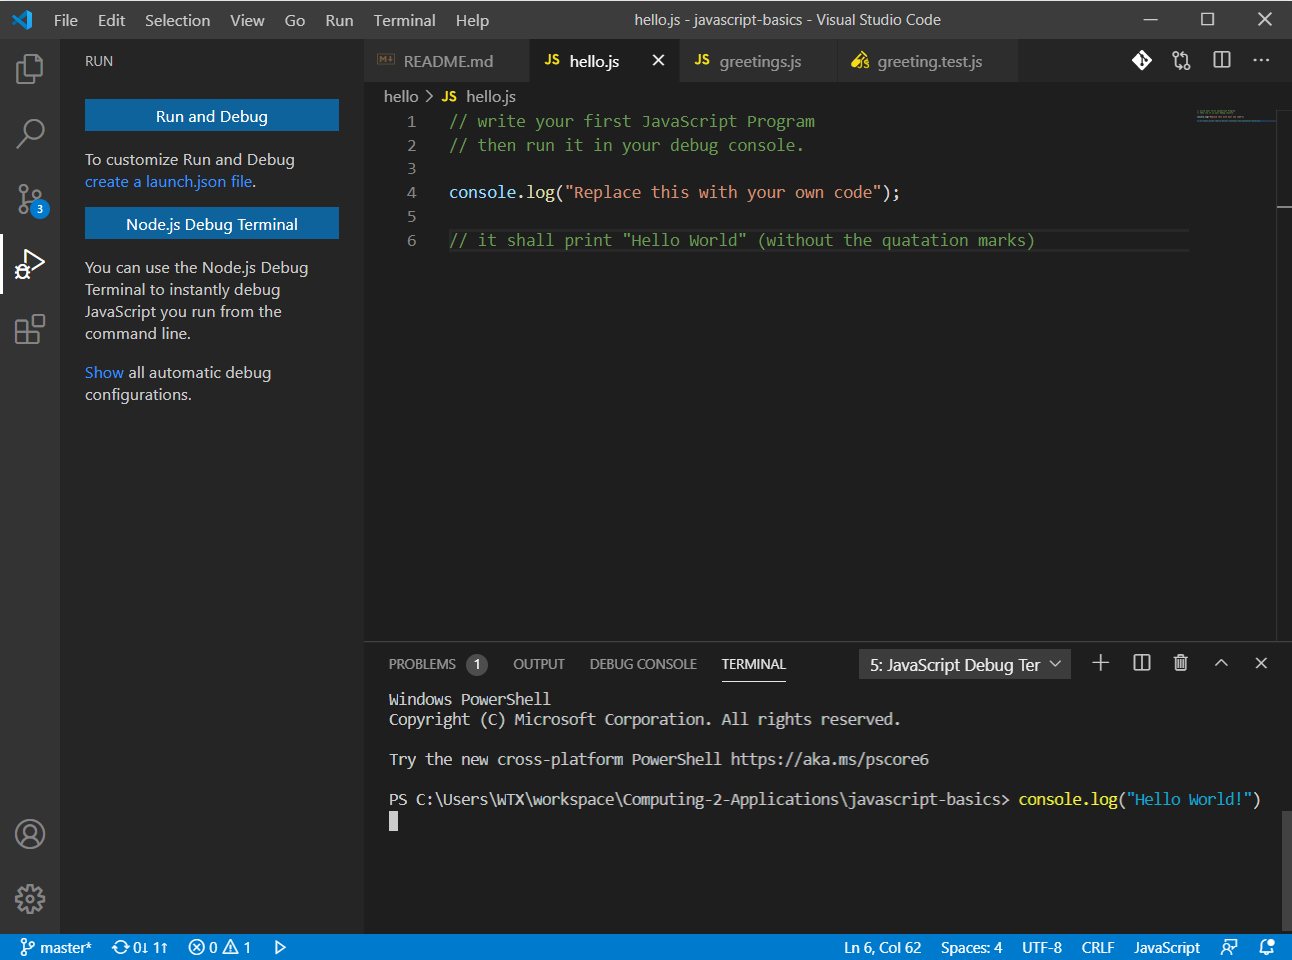 File Edit Selection View Go Run Terminal Help hello.js - javascript-basics - Visual Studio Code
RUN
Run and Debug
To customize Run and Debug
create a launch.json file.
Node.js Debug Terminal
You can use the Node.js Debug
Terminal to instantly debug
JavaScript you run from the
command line.
Show all automatic debug
configurations.
3
README.md JS hello.js JS greetings.js greeting.test.js
hello > JS hello.js
1 // write your first JavaScript Program
2 // then run it in your debug console.
3
4 console.log("Replace this with your own code");
5
6 // it shall print "Hello World" (without the quatation marks)
PROBLEMS 1 OUTPUT DEBUG CONSOLE TERMINAL 5: JavaScript Debug Ter
Windows PowerShell
Copyright (C) Microsoft Corporation. All rights reserved.
Try the new cross-platform PowerShell https://aka.ms/pscore6
PS C:\Users\WTX\workspace\Computing-2-Applications\javascript-basics> console.log("Hello World!")
master* 0↓ 1↑ 0 1 Ln 6, Col 62 Spaces: 4 UTF-8 CRLF JavaScript